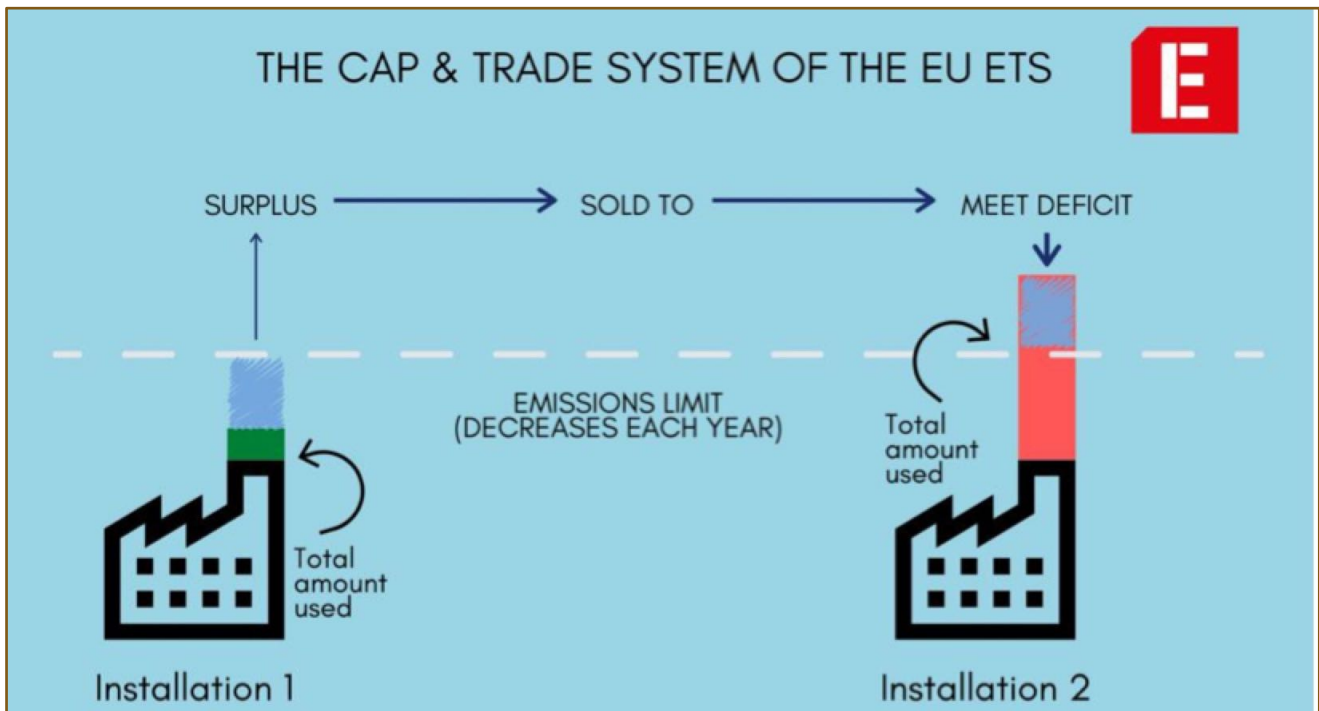 THE CAP & TRADE SYSTEM OF THE EU ETS
E
SURPLUS
SOLD TO
MEET DEFICIT
EMISSIONS LIMIT
(DECREASES EACH YEAR)
Total
amount
used
Total
amount
used
Installation 1
Installation 2